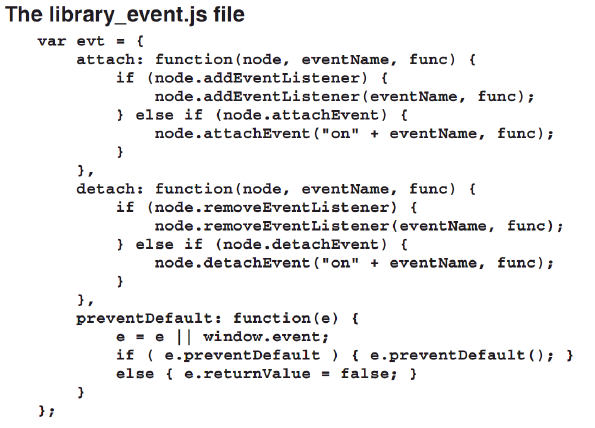 The library_event.js file
var evt = {
    attach: function(node, eventName, func) {
        if (node.addEventListener) {
            node.addEventListener(eventName, func);
        } else if (node.attachEvent) {
            node.attachEvent("on" + eventName, func);
        }
    },
    detach: function(node, eventName, func) {
        if (node.removeEventListener) {
            node.removeEventListener(eventName, func);
        } else if (node.detachEvent) {
            node.detachEvent("on" + eventName, func);
        }
    },
    preventDefault: function(e) {
        e = e || window.event;
        if ( e.preventDefault ) { e.preventDefault(); }
        else { e.returnValue = false; }
    }
};